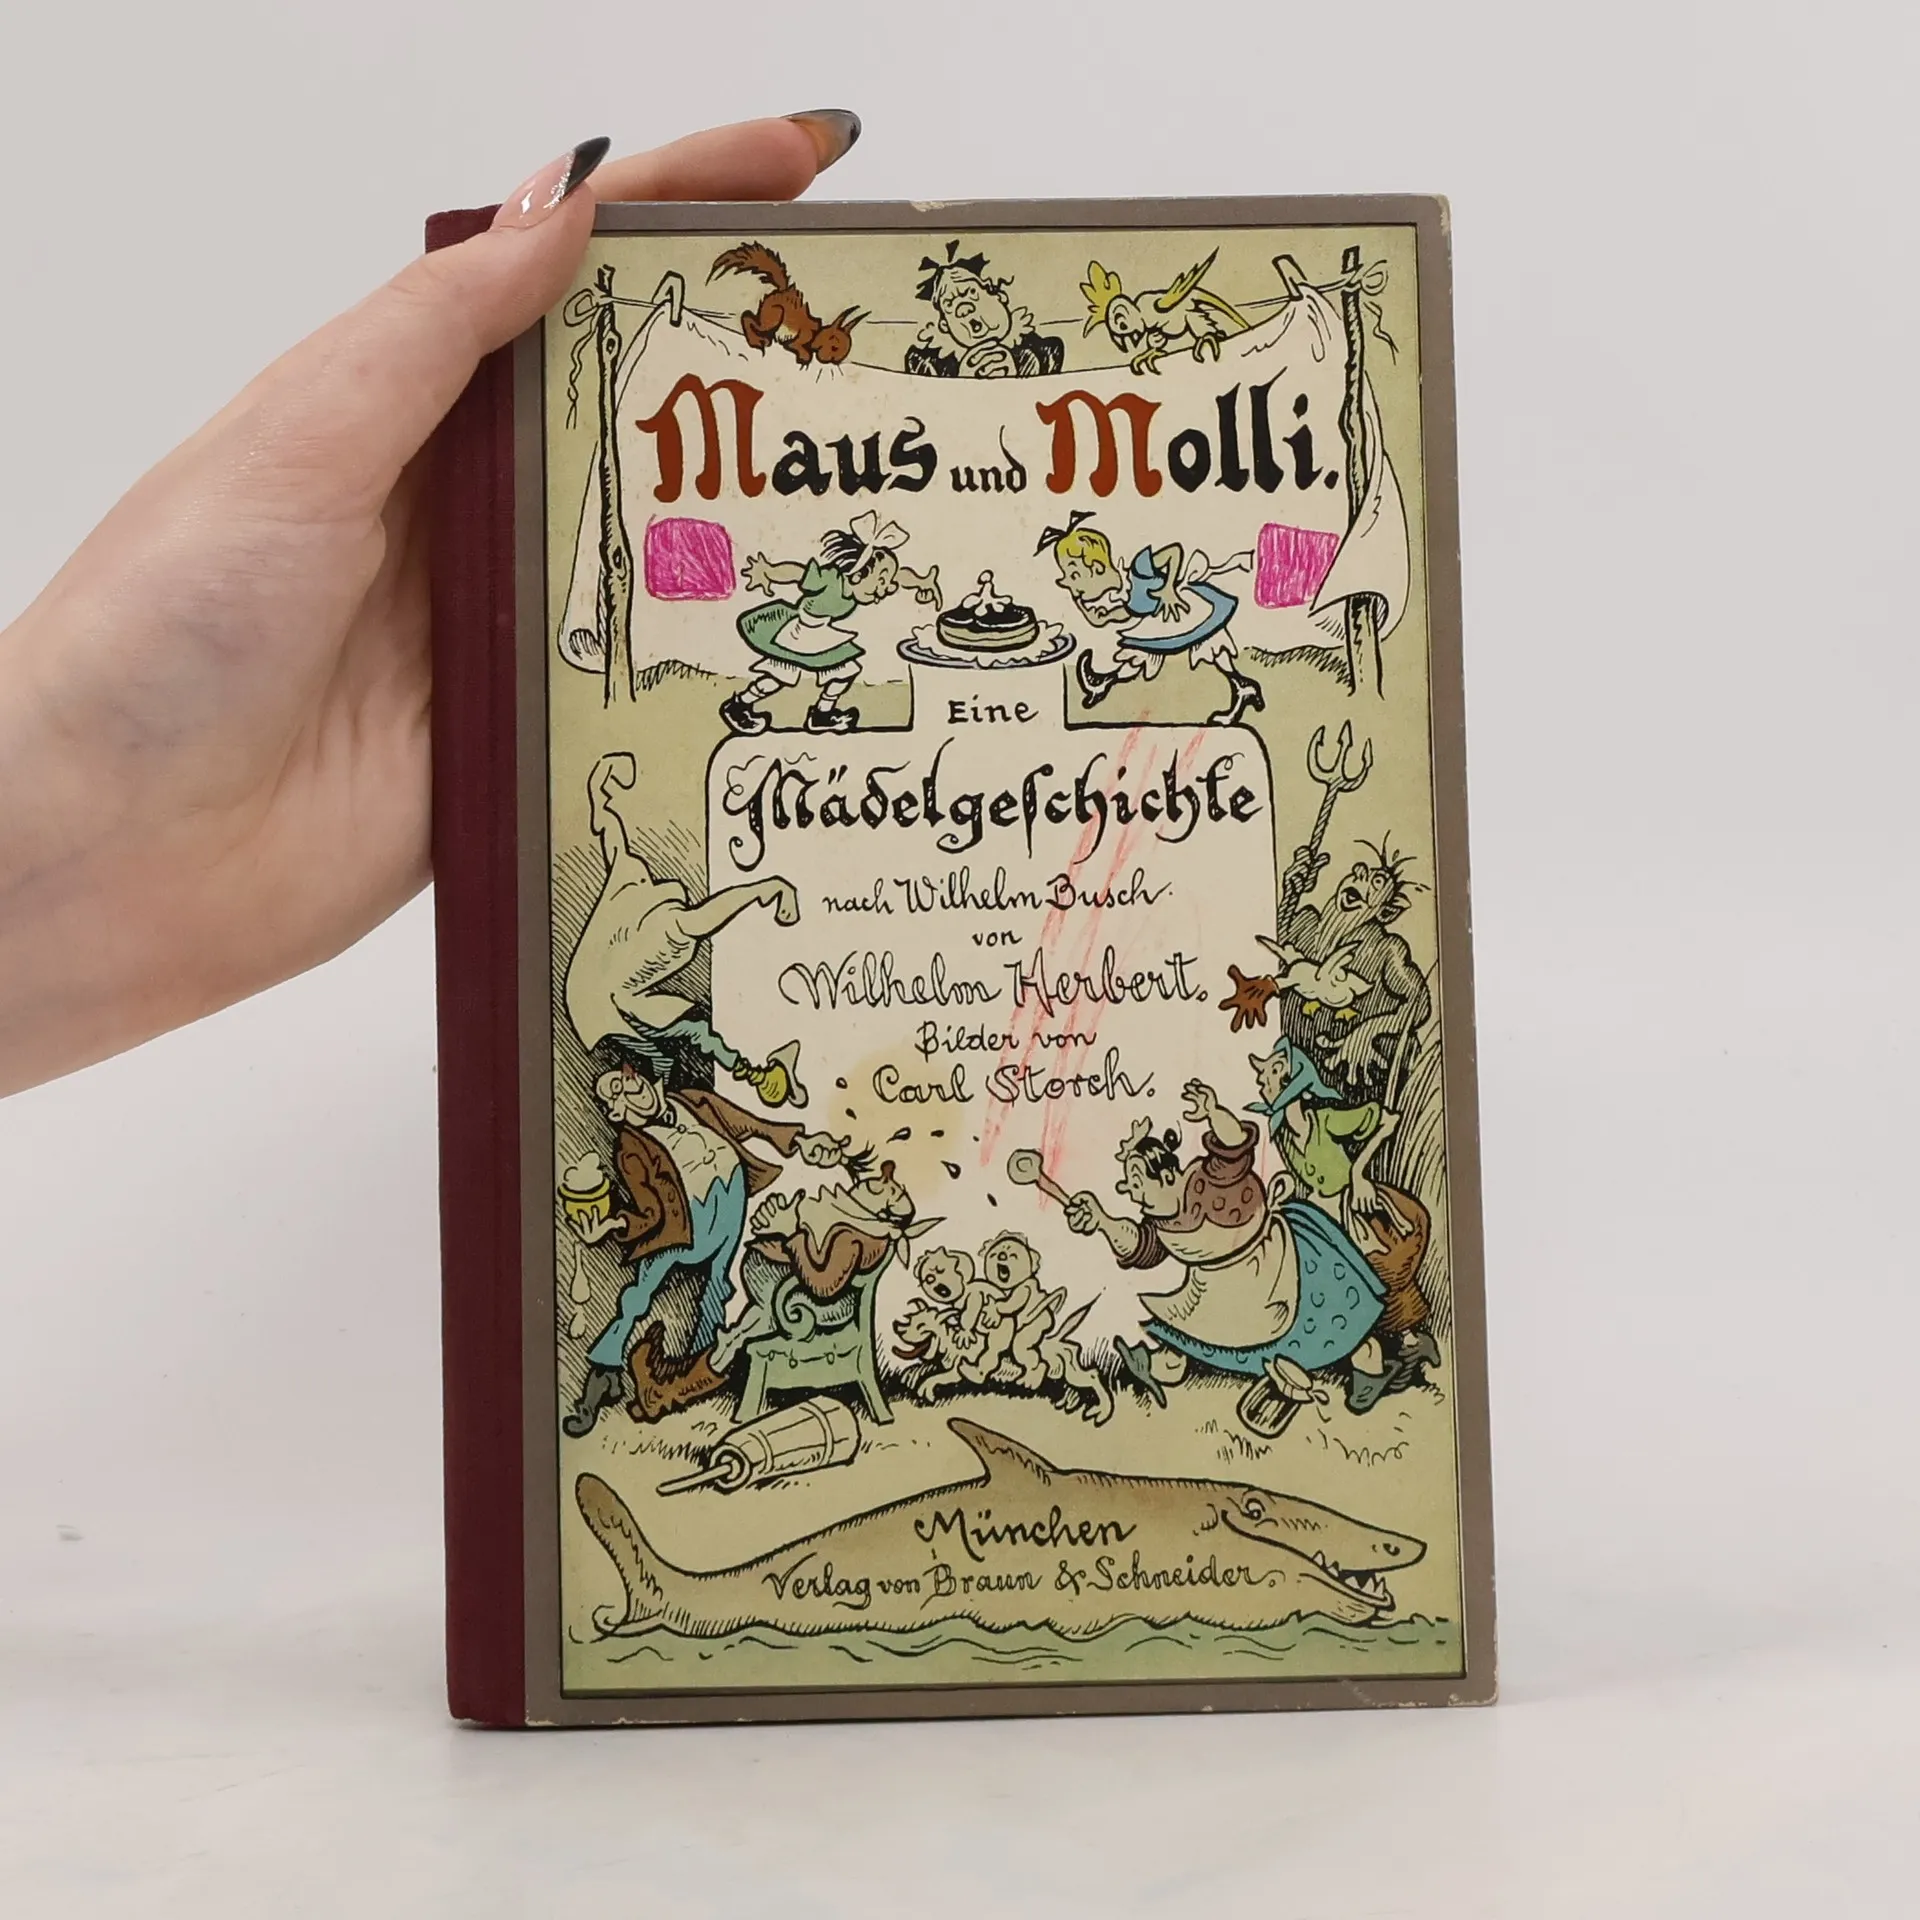 Maus und Molli.
Eine
Mädelgeschichte
nach Wilhelm Busch.
von
Wilhelm Herbert.
Bilder von
Carl Storch.
München
Verlag von Braun & Schneider.